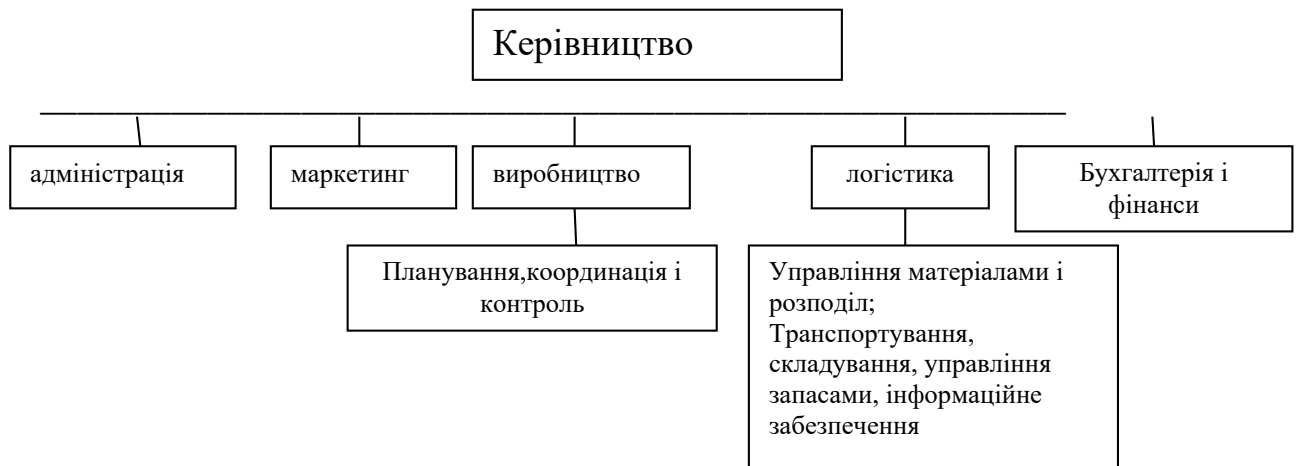 Керівництво
адміністрація
маркетинг
виробництво
логістика
Бухгалтерія і
фінанси
Планування,координація і
контроль
Управління матеріалами і
розподіл;
Транспортування,
складування, управління
запасами, інформаційне
забезпечення